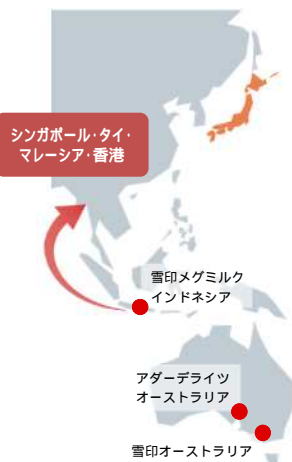 シンガポール・タイ・
マレーシア・香港
雪印メグミルク
インドネシア
アダーデライツ
オーストラリア
雪印オーストラリア